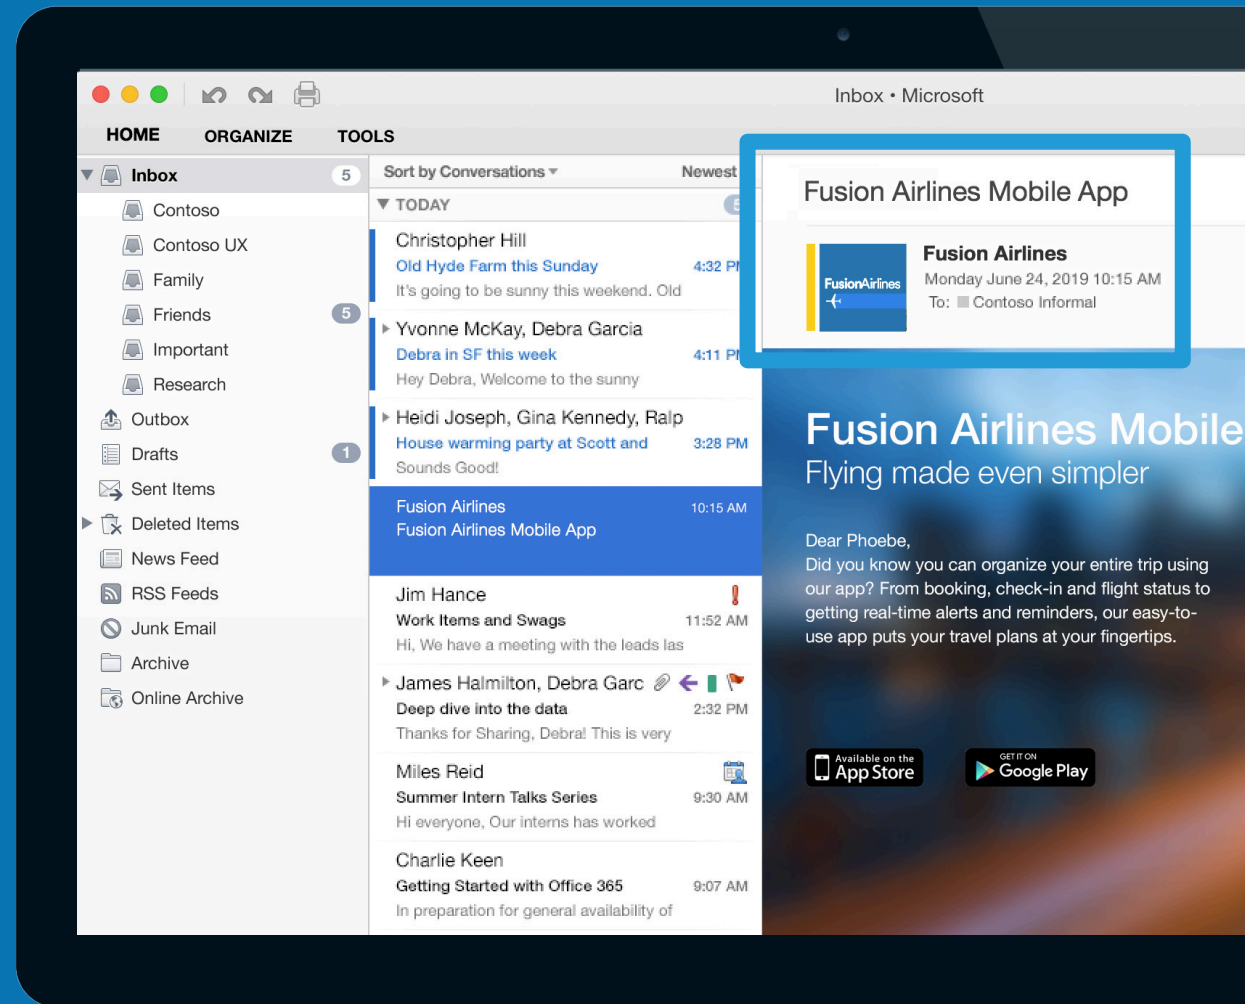 Inbox • Microsoft
HOME ORGANIZE TOOLS
Inbox 5
Contoso
Contoso UX
Family
Friends 5
Important
Research
Outbox
Drafts 1
Sent Items
Deleted Items
News Feed
RSS Feeds
Junk Email
Archive
Online Archive
Sort by Conversations Newest
TODAY
Christopher Hill
Old Hyde Farm this Sunday 4:32 PM
It's going to be sunny this weekend. Old
Yvonne McKay, Debra Garcia
Debra in SF this week 4:11 PM
Hey Debra, Welcome to the sunny
Heidi Joseph, Gina Kennedy, Ralp
House warming party at Scott and 3:28 PM
Sounds Good!
Fusion Airlines 10:15 AM
Fusion Airlines Mobile App
Jim Hance
Work Items and Swags 11:52 AM
Hi, We have a meeting with the leads las
James Halmilton, Debra Garc
Deep dive into the data 2:32 PM
Thanks for Sharing, Debra! This is very
Miles Reid
Summer Intern Talks Series 9:30 AM
Hi everyone, Our interns has worked
Charlie Keen
Getting Started with Office 365 9:07 AM
In preparation for general availability of
Fusion Airlines Mobile App
FusionAirlines
Fusion Airlines
Monday June 24, 2019 10:15 AM
To: Contoso Informal
Fusion Airlines Mobile
Flying made even simpler
Dear Phoebe,
Did you know you can organize your entire trip using
our app? From booking, check-in and flight status to
getting real-time alerts and reminders, our easy-to-
use app puts your travel plans at your fingertips.
Available on the
App Store
GET IT ON
Google Play